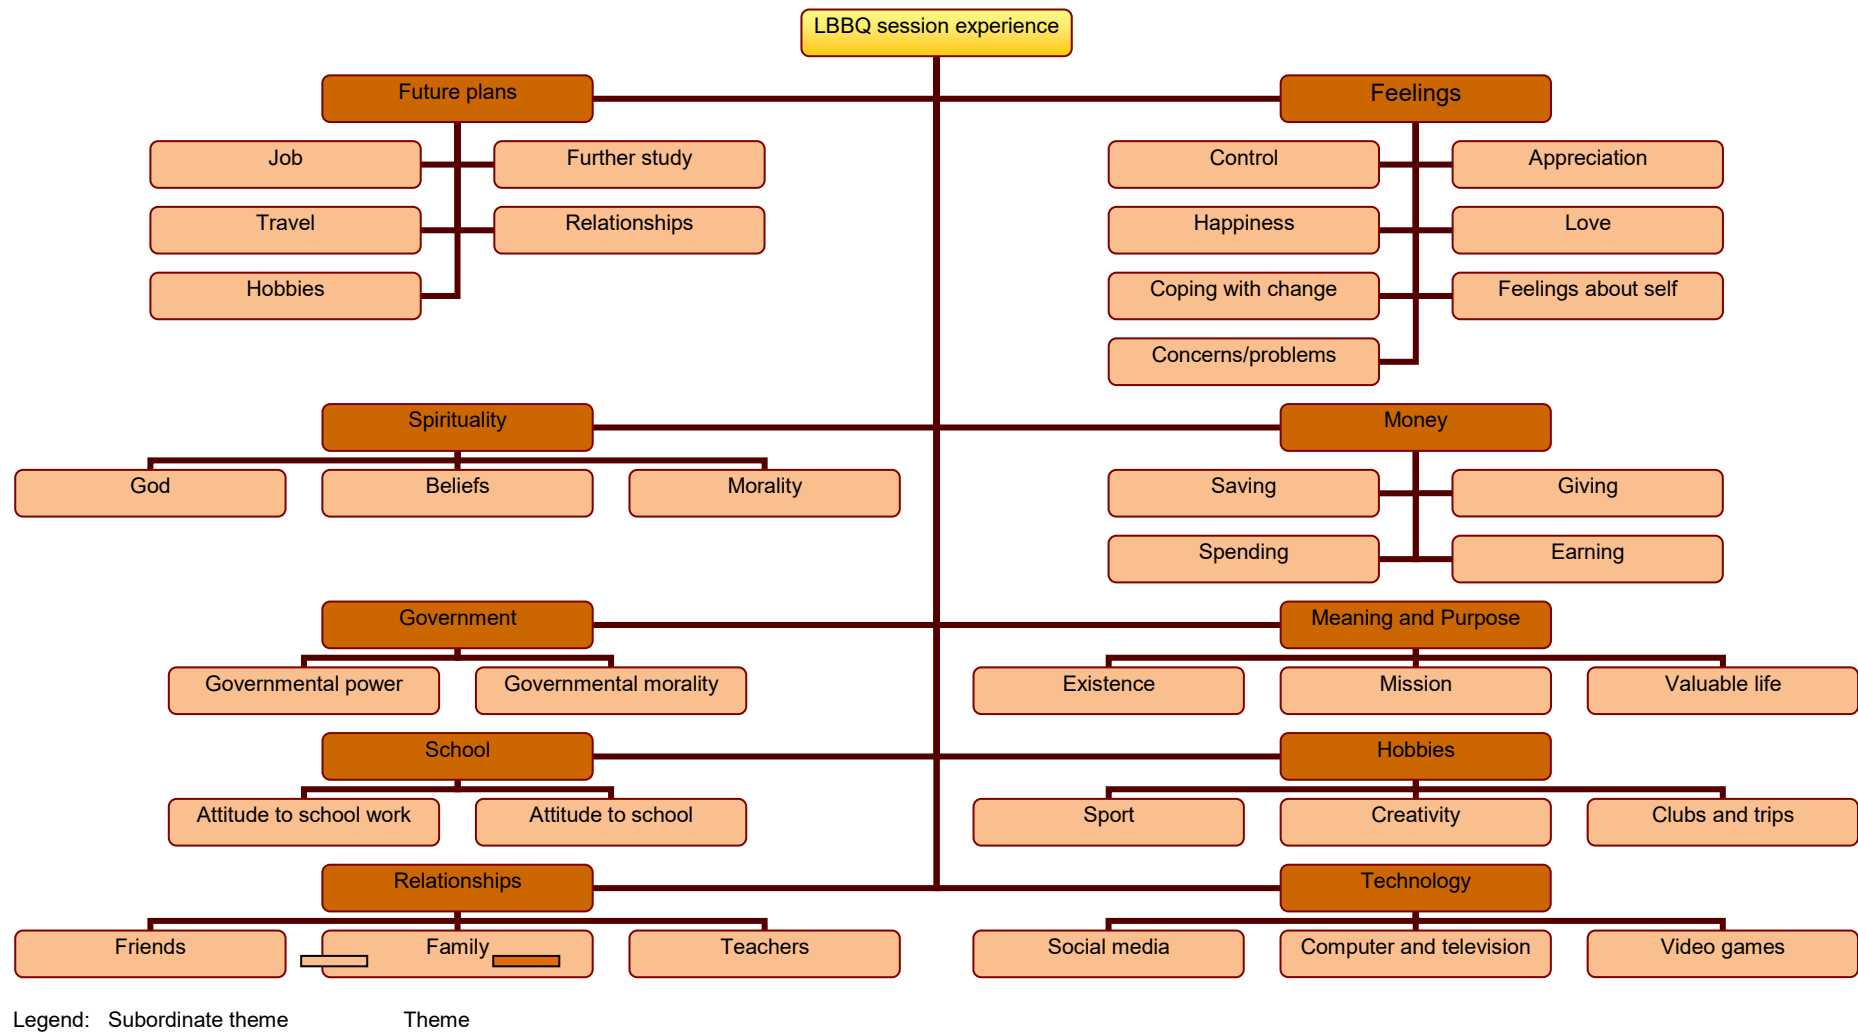 LBBQ session experience
Future plans
Feelings
Job
Further study
Control
Appreciation
Travel
Relationships
Happiness
Love
Hobbies
Coping with change
Feelings about self
Concerns/problems
Spirituality
Money
God
Beliefs
Morality
Saving
Giving
Spending
Earning
Government
Meaning and Purpose
Governmental power
Governmental morality
Existence
Mission
Valuable life
School
Hobbies
Attitude to school work
Attitude to school
Sport
Creativity
Clubs and trips
Relationships
Technology
Friends
Family
Teachers
Social media
Computer and television
Video games
Legend: Subordinate theme Theme